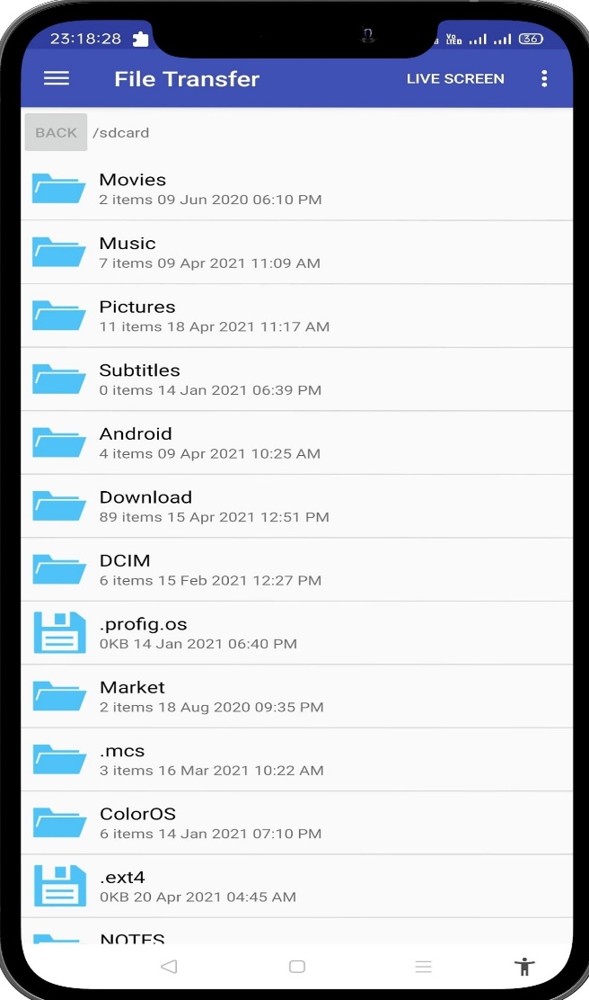 23:18:28
Vo
LTED
36
File Transfer
LIVE SCREEN
BACK
/sdcard
Movies
2 items 09 Jun 2020 06:10 PM
Music
7 items 09 Apr 2021 11:09 AM
Pictures
11 items 18 Apr 2021 11:17 AM
Subtitles
0 items 14 Jan 2021 06:39 PM
Android
4 items 09 Apr 2021 10:25 AM
Download
89 items 15 Apr 2021 12:51 PM
DCIM
6 items 15 Feb 2021 12:27 PM
.profig.os
0KB 14 Jan 2021 06:40 PM
Market
2 items 18 Aug 2020 09:35 PM
.mcs
3 items 16 Mar 2021 10:22 AM
ColorOS
6 items 14 Jan 2021 07:10 PM
.ext4
0KB 20 Apr 2021 04:45 AM
NOTES